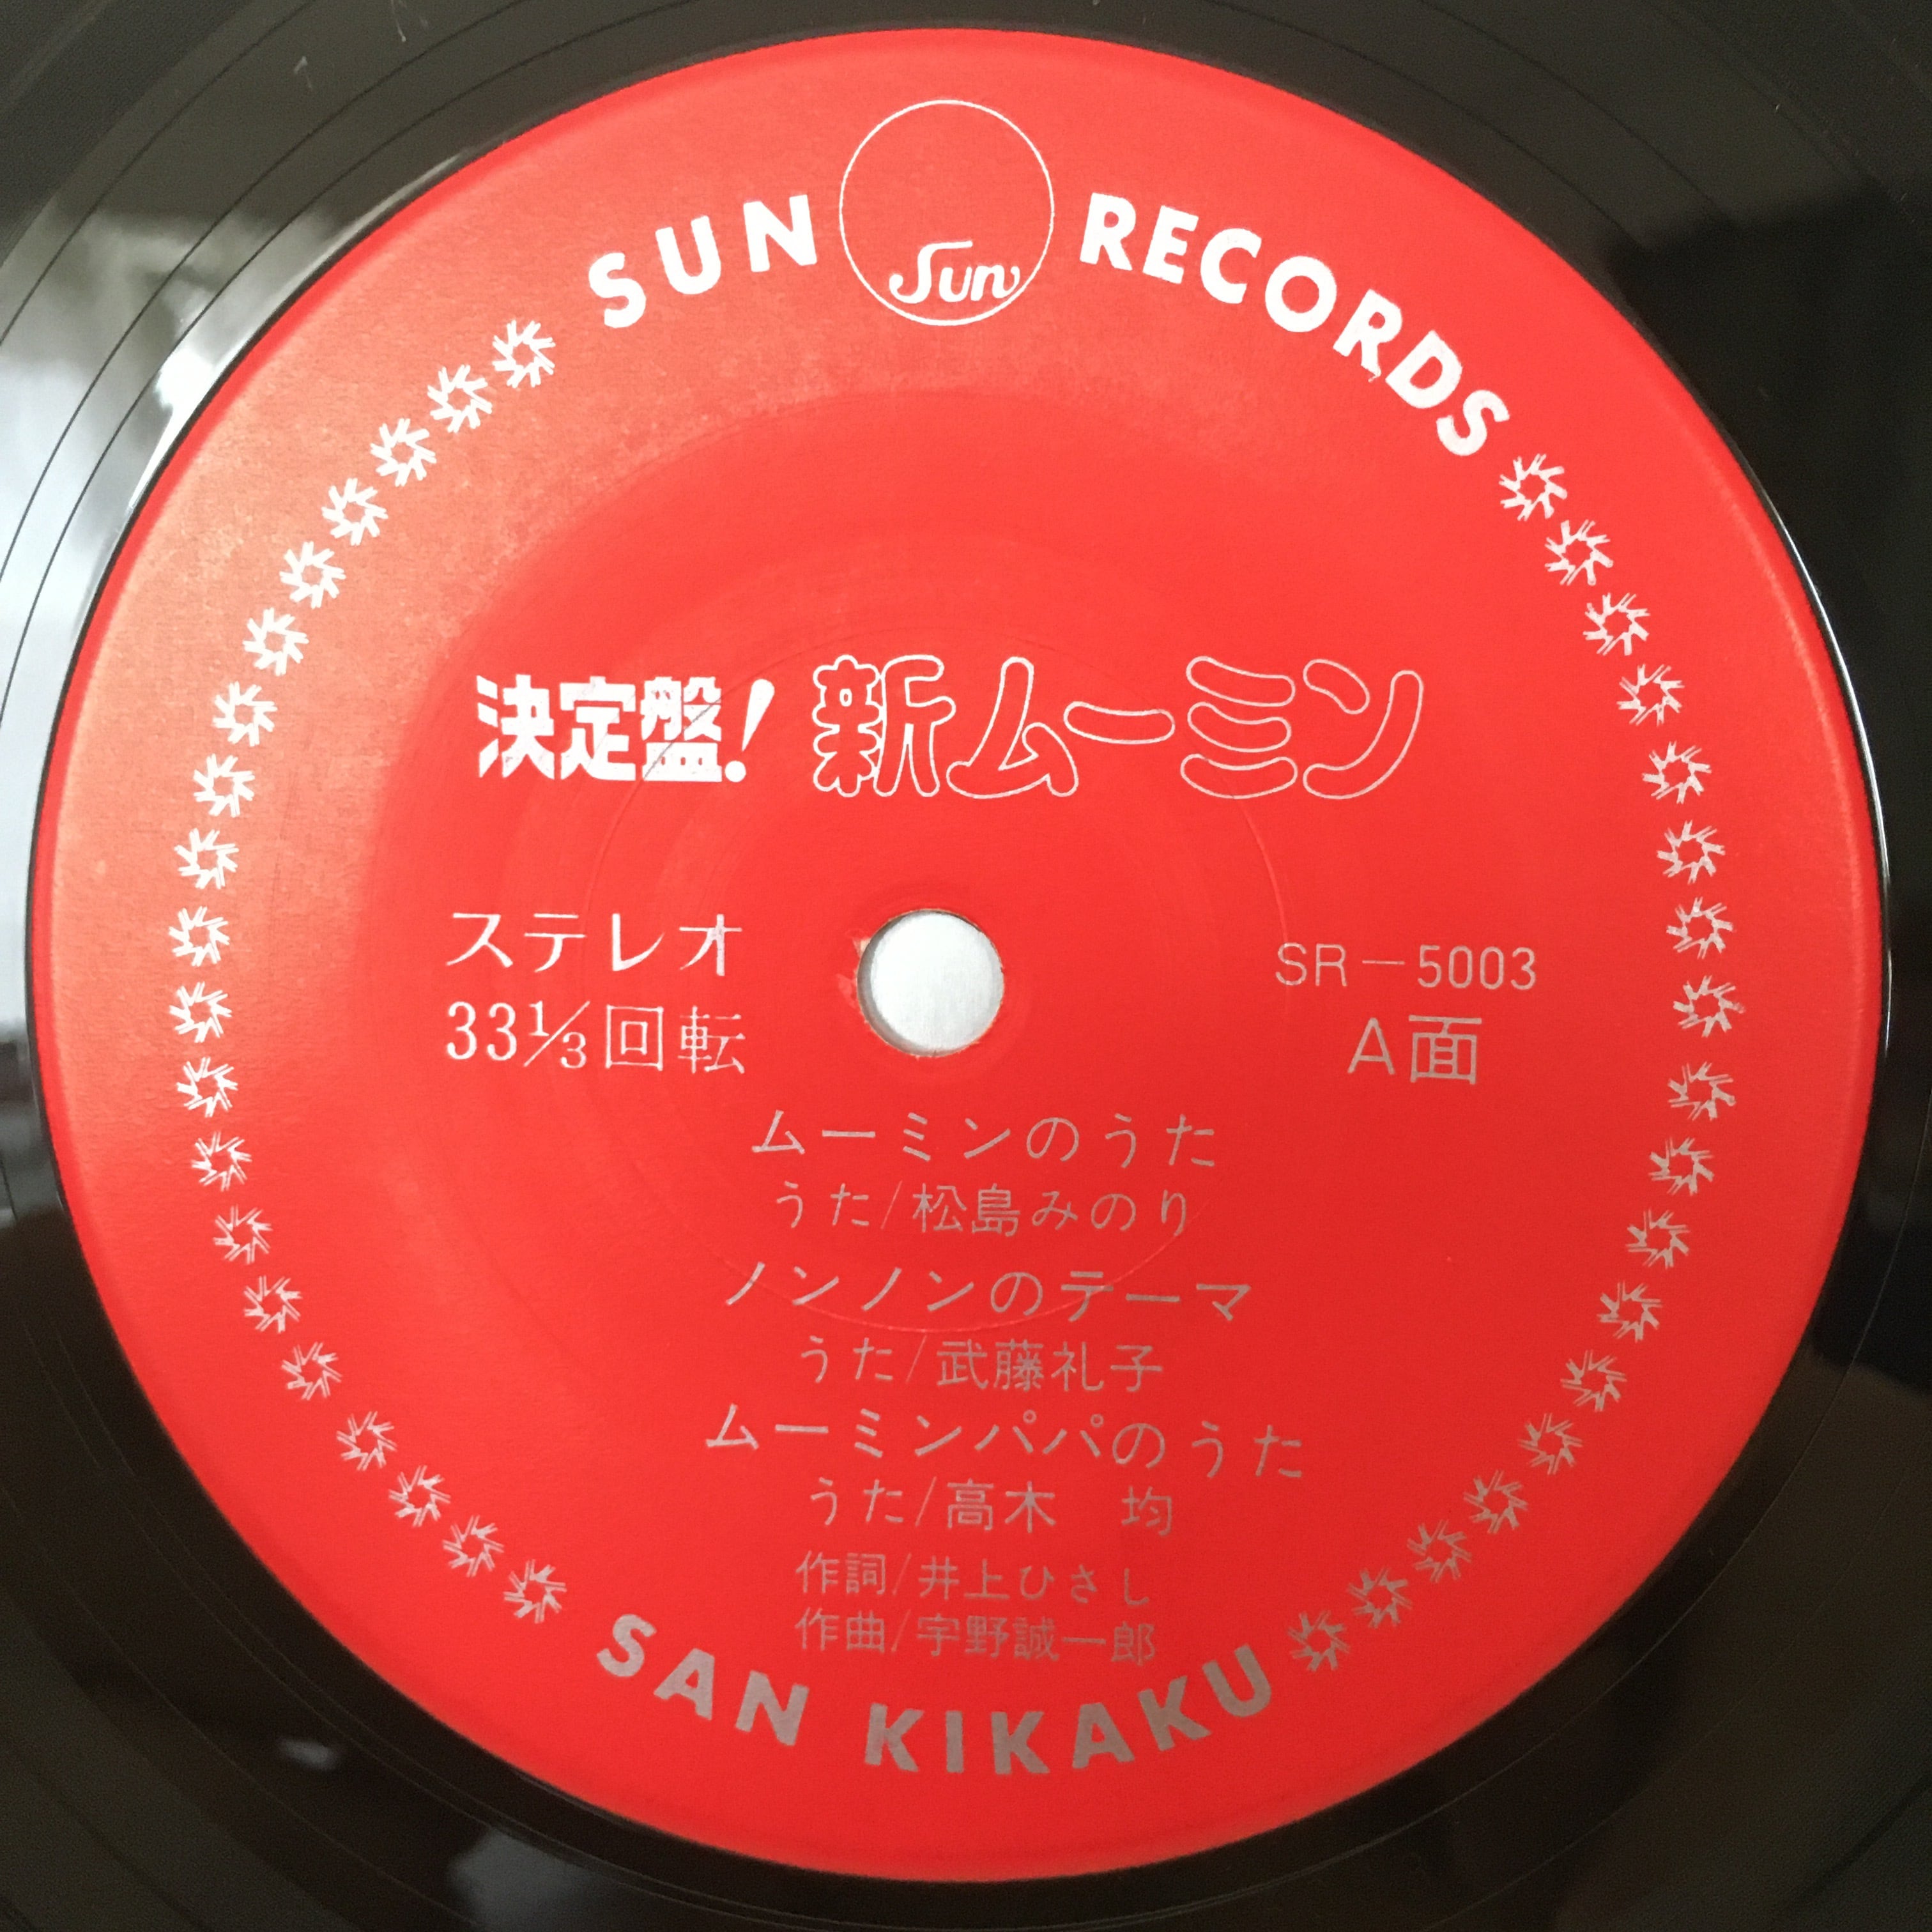 SUN RECORDS
Sun
決定盤! 新ムーミン
ステレオ
33⅓回転
SR-5003
A面
ムーミンのうた
うた/松島みのり
ノンノンのテーマ
うた/武藤礼子
ムーミンパパのうた
うた/高木 均
作詞/井上ひさし
作曲/宇野誠一郎
SAN KIKAKU